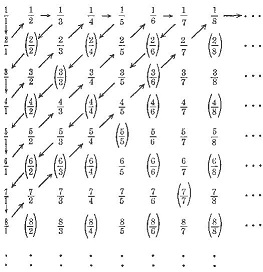 1/1 1/2 → 1/3 1/4 → 1/5 1/6 → 1/7 1/8 → ···
2/1 (2/2) 2/3 (2/4) 2/5 (2/6) 2/7 (2/8) ···
3/1 3/2 (3/3) 3/4 3/5 (3/6) 3/7 3/8 ···
4/1 (4/2) 4/3 (4/4) 4/5 (4/6) 4/7 (4/8) ···
5/1 5/2 5/3 5/4 (5/5) 5/6 5/7 5/8 ···
6/1 (6/2) (6/3) (6/4) 6/5 (6/6) 6/7 (6/8) ···
7/1 7/2 7/3 7/4 7/5 7/6 (7/7) 7/8 ···
8/1 (8/2) 8/3 (8/4) 8/5 (8/6) 8/7 (8/8) ···